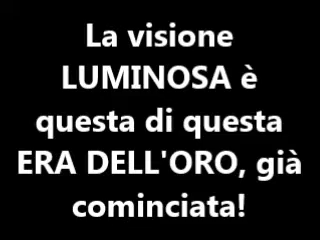 La visione
LUMINOSA è
questa di questa
ERA DELL'ORO, già
cominciata!